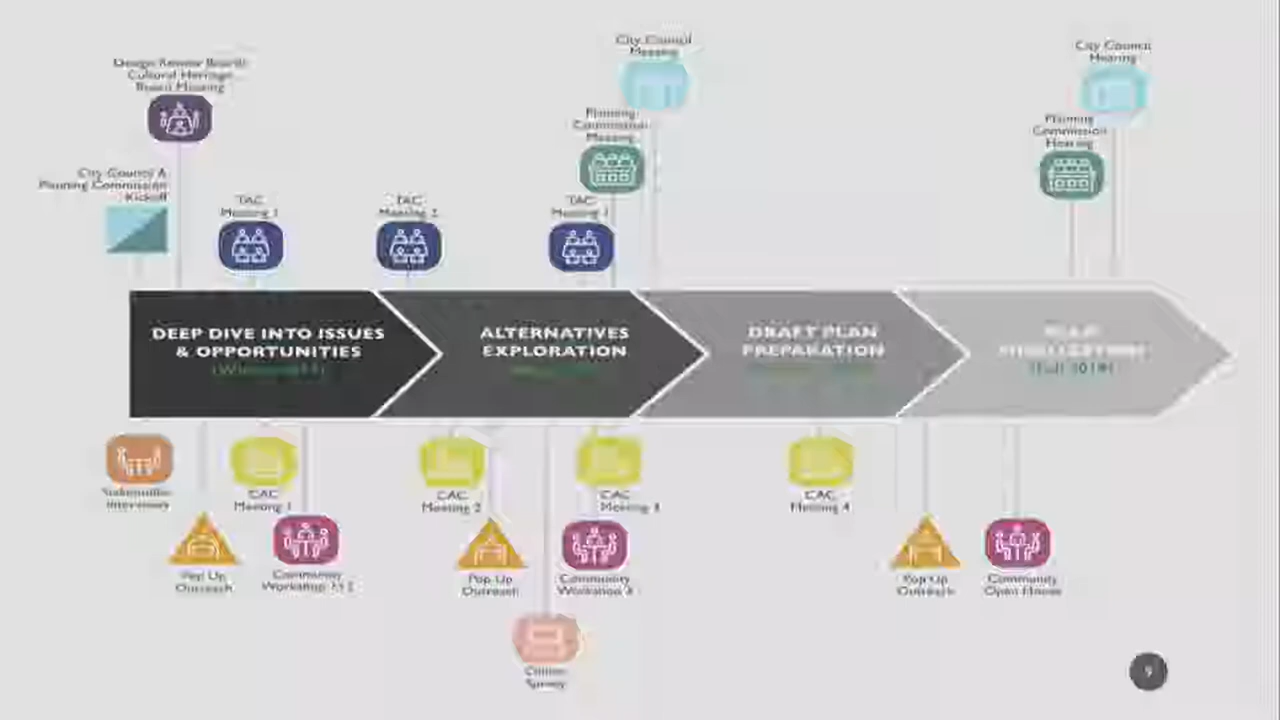 City Council
Meeting
City Council
Hearing
Design Review Board/
Cultural Heritage
Board Meeting
Planning
Commission
Meeting
Planning
Commission
Hearing
City Council &
Planning Commission
Kickoff
TAC
Meeting 1
TAC
Meeting 2
TAC
Meeting
DEEP DIVE INTO ISSUES
& OPPORTUNITIES
ALTERNATIVES
EXPLORATION
DRAFT PLAN
PREPARATION
Stakeholder
Interviews
CAC
Meeting 1
CAC
Meeting 2
CAC
Meeting 3
CAC
Meeting 4
Pop Up
Outreach
Community
Workshop
Pop Up
Outreach
Community
Workshop
Pop Up
Outreach
Community
Open House
Online
Survey
9